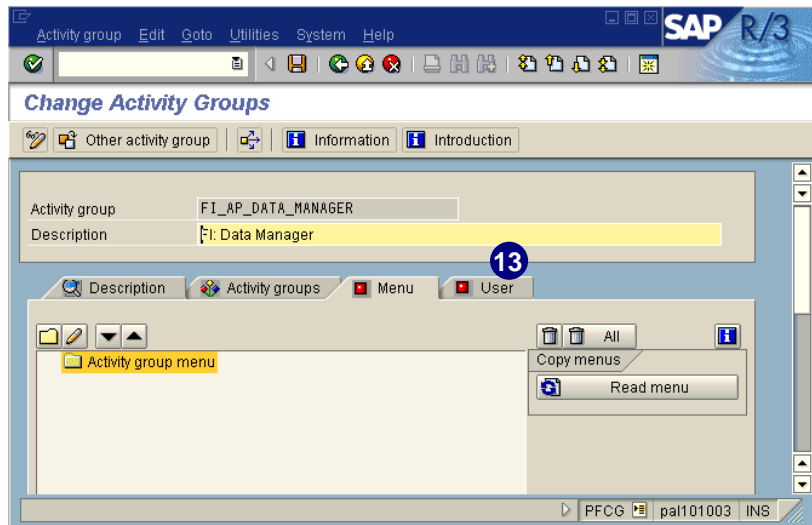 Activity group Edit Goto Utilities System Help
SAP R/3
Change Activity Groups
Other activity group Information Introduction
Activity group FI_AP_DATA_MANAGER
Description FI: Data Manager
13
Description Activity groups Menu User
All
Activity group menu
Copy menus
Read menu
PFCG pal101003 INS